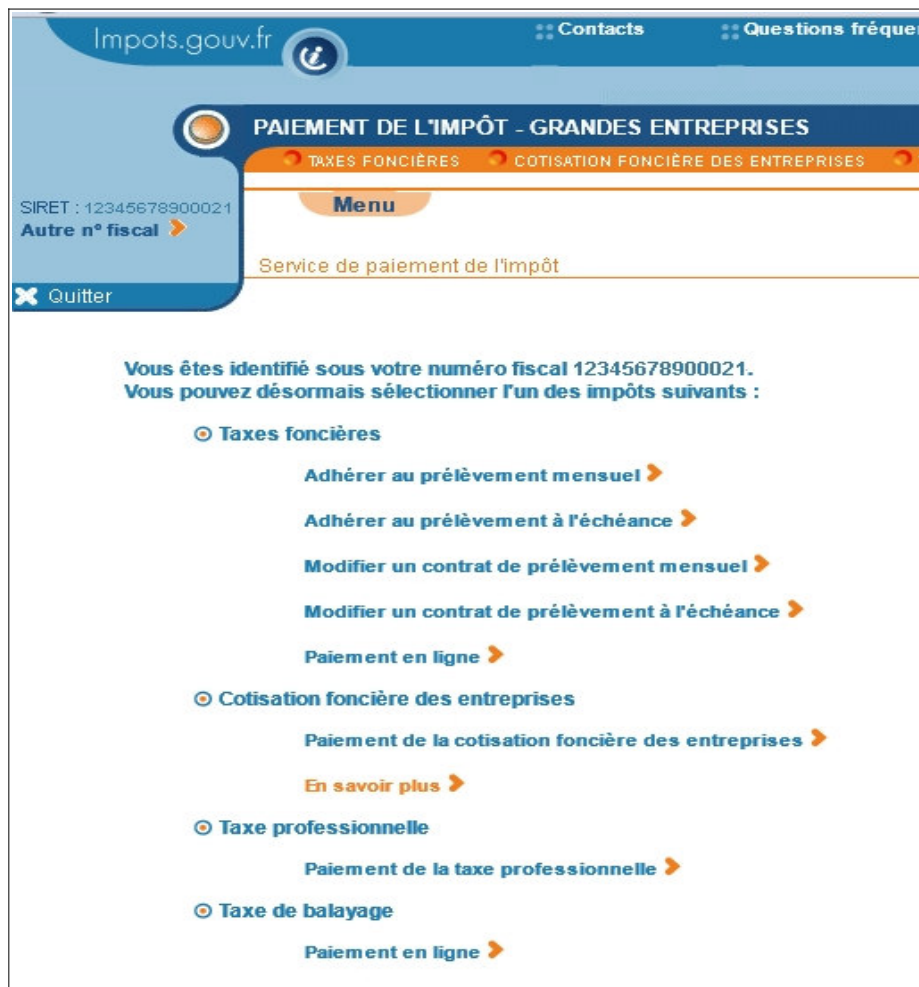 Impots.gouv.fr
Contacts
PAIEMENT DE L'IMPÔT - GRANDES ENTREPRISES
Questions
TAXES FONCIÈRES
COTISATION FONCIÈRE DES ENTREPRISES
SIRET : 12345678900021
Autre n° fiscal
Menu
Service de paiement de l'impôt
Quitter
Vous êtes identifié sous votre numéro fiscal 12345678900021.
Vous pouvez désormais sélectionner l'un des impôts suivants :
Taxes foncières
Adhérer au prélèvement mensuel
Adhérer au prélèvement à l'échéance
Modifier un contrat de prélèvement mensuel
Modifier un contrat de prélèvement à l'échéance
Paiement en ligne
Cotisation foncière des entreprises
Paiement de la cotisation foncière des entreprises
En savoir plus
Taxe professionnelle
Paiement de la taxe professionnelle
Taxe de balayage
Paiement en ligne